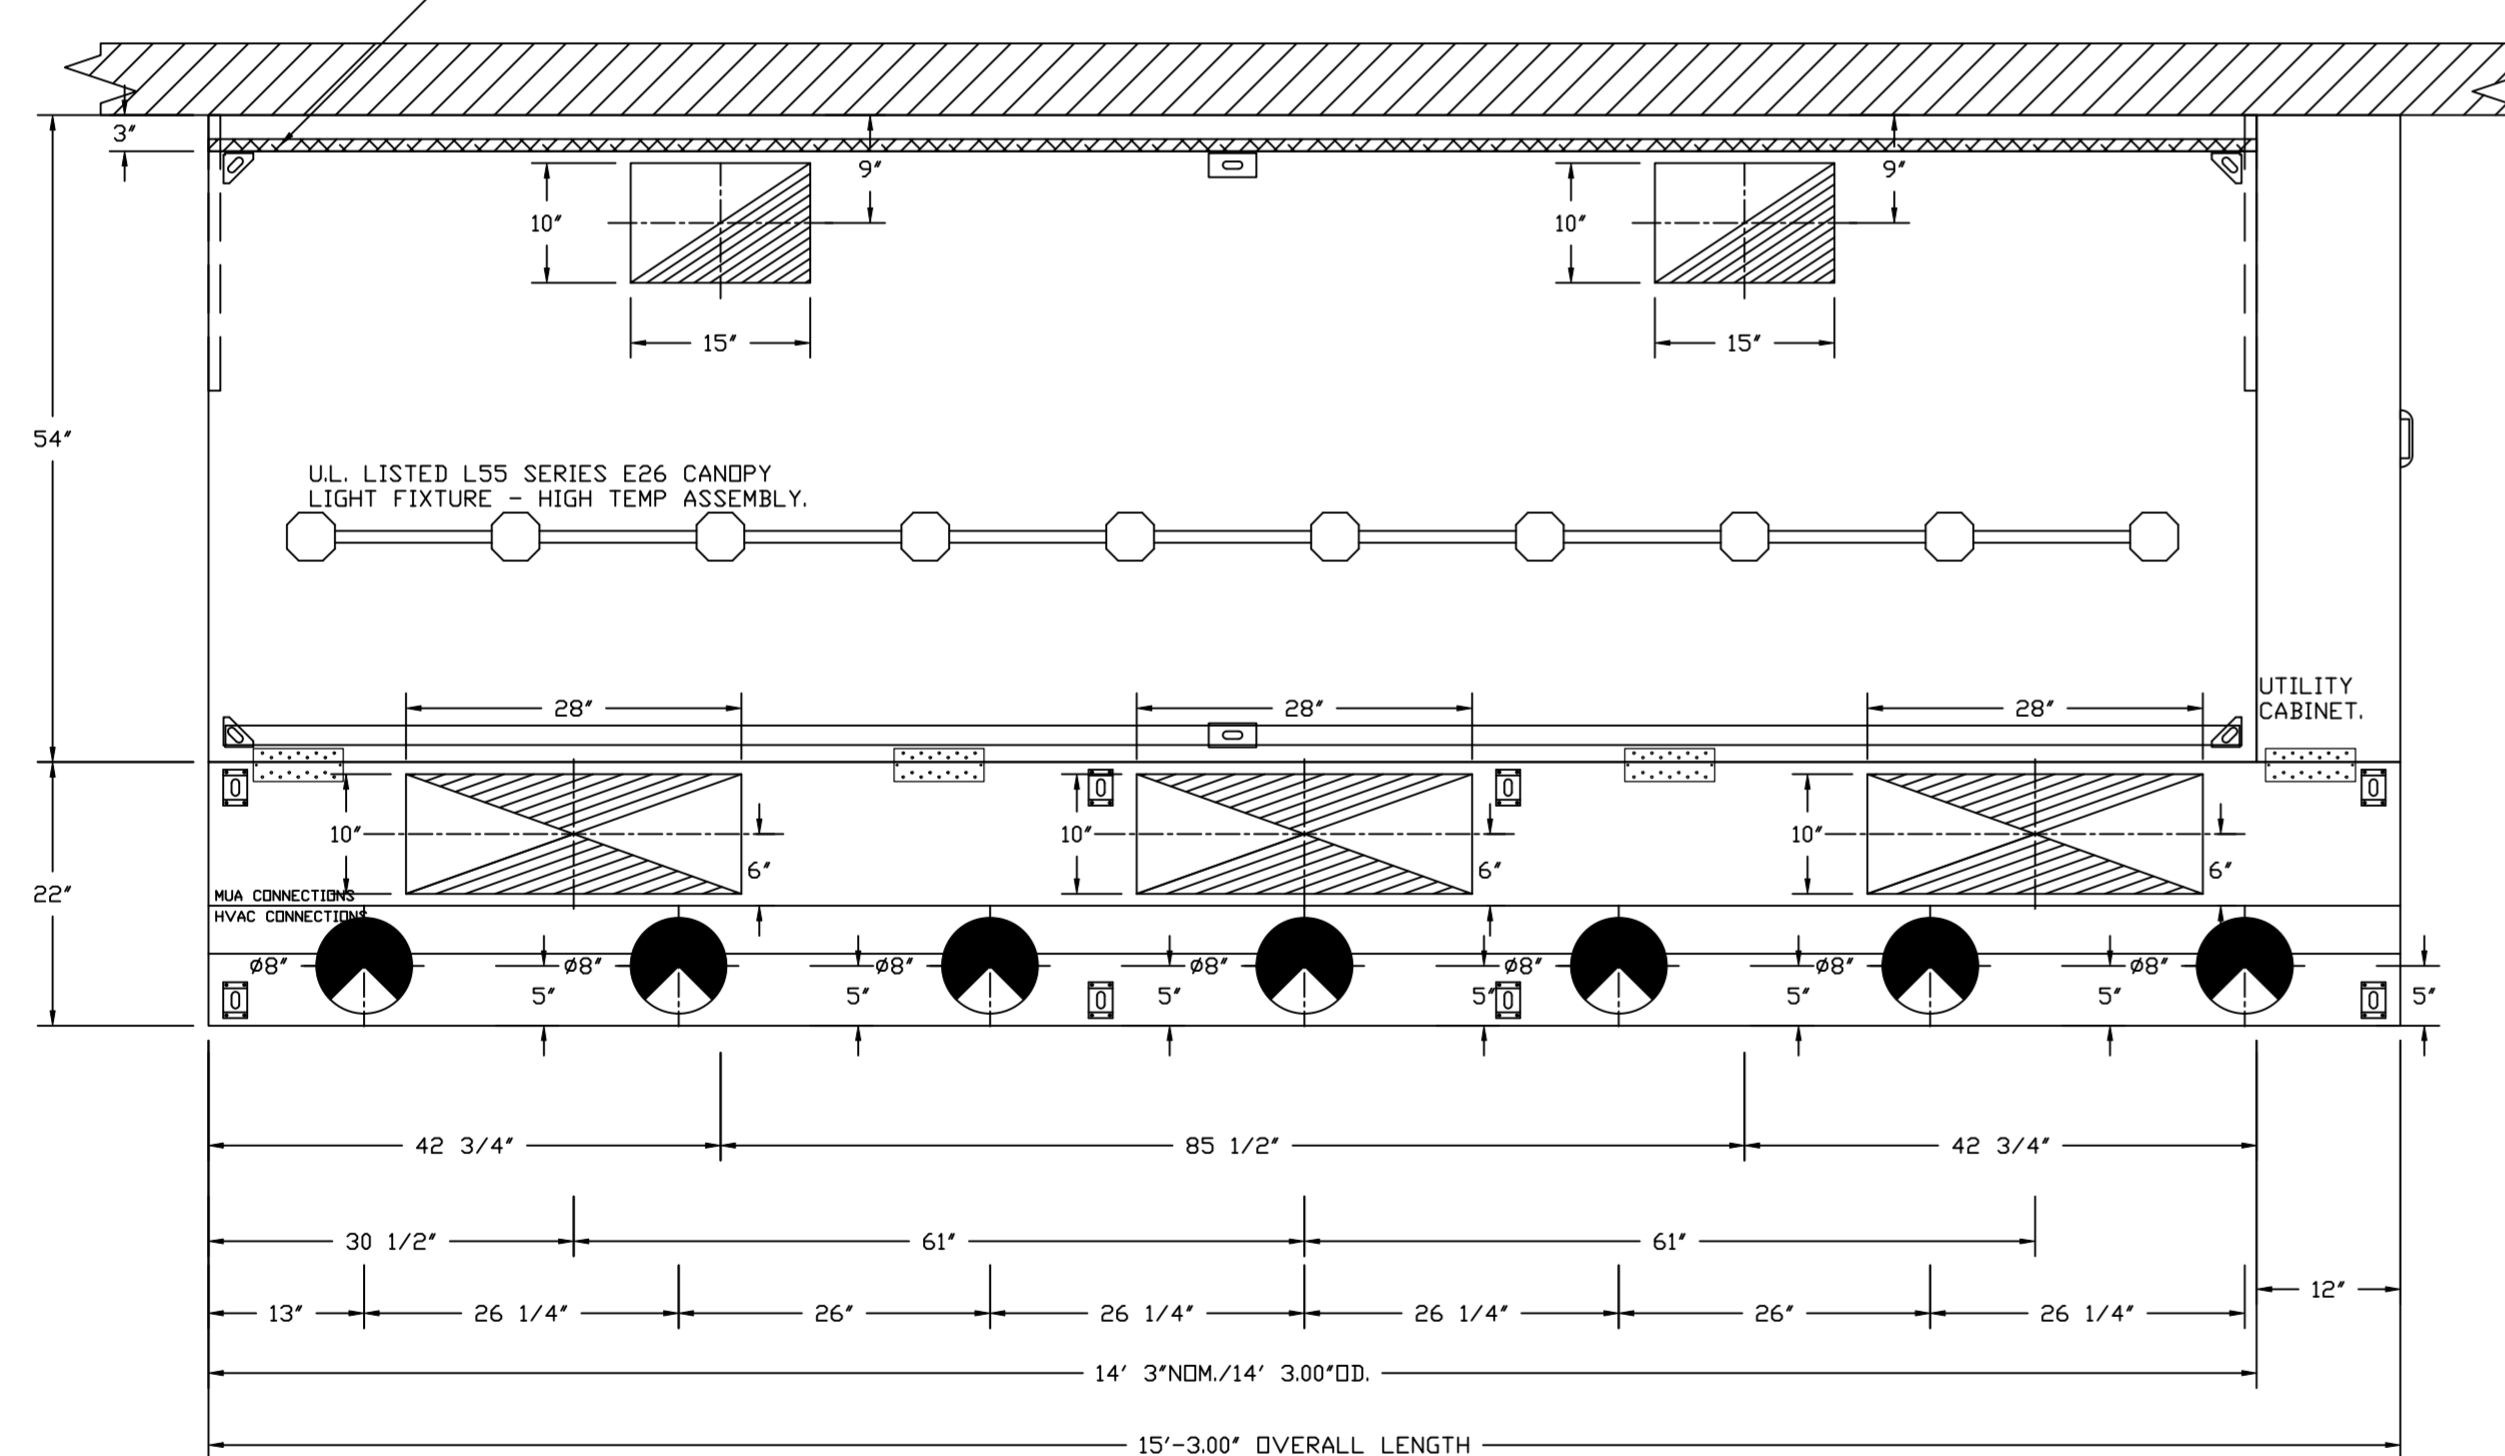 3"
9"
9"
10"
10"
15"
15"
54"
U.L. LISTED L55 SERIES E26 CANOPY
LIGHT FIXTURE - HIGH TEMP ASSEMBLY.
UTILITY
CABINET.
28"
28"
28"
10"
10"
10"
6"
6"
6"
22"
MUA CONNECTIONS
HVAC CONNECTIONS
ø8"
ø8"
ø8"
ø8"
ø8"
ø8"
ø8"
5"
5"
5"
5"
5"
5"
5"
42 3/4"
85 1/2"
42 3/4"
30 1/2"
61"
61"
12"
13"
26 1/4"
26"
26 1/4"
26 1/4"
26"
26 1/4"
14' 3"NOM./14' 3.00"OD.
15'-3.00" OVERALL LENGTH